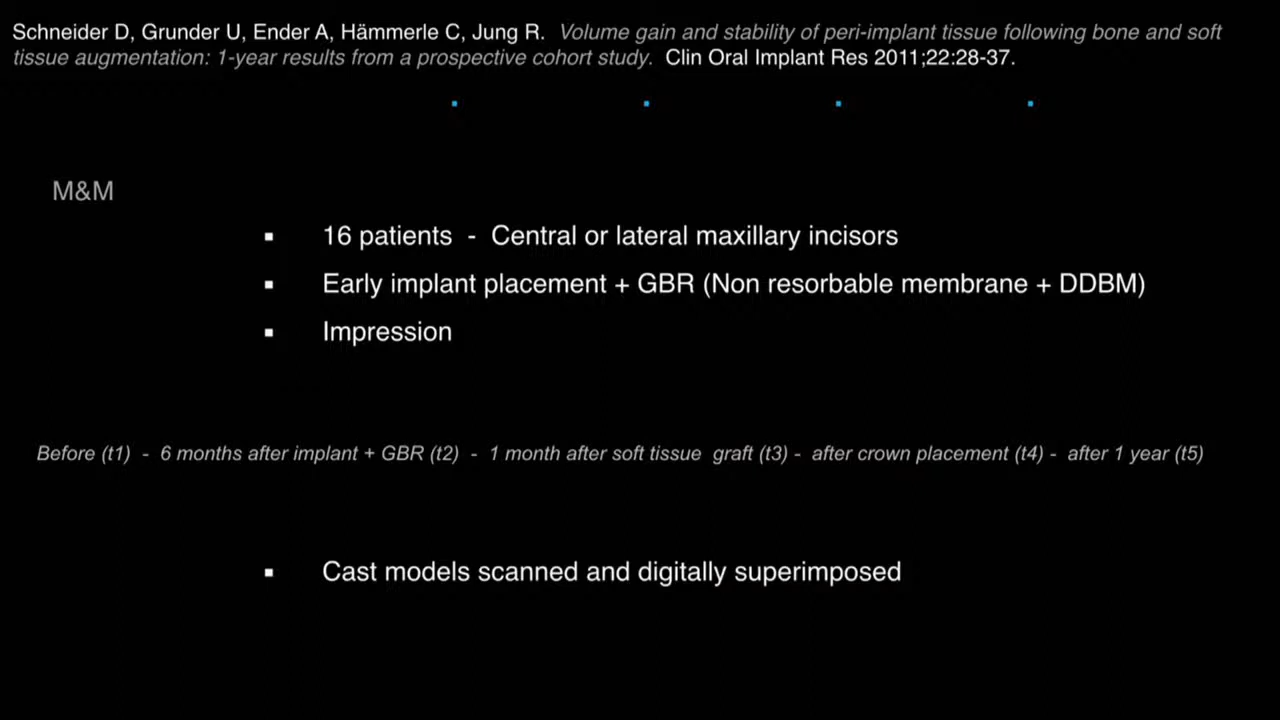 Schneider D, Grunder U, Ender A, Hämmerle C, Jung R. Volume gain and stability of peri-implant tissue following bone and soft
tissue augmentation: 1-year results from a prospective cohort study. Clin Oral Implant Res 2011;22:28-37.
M&M
▪ 16 patients - Central or lateral maxillary incisors
▪ Early implant placement + GBR (Non resorbable membrane + DDBM)
▪ Impression
Before (t1) - 6 months after implant + GBR (t2) - 1 month after soft tissue graft (t3) - after crown placement (t4) - after 1 year (t5)
▪ Cast models scanned and digitally superimposed